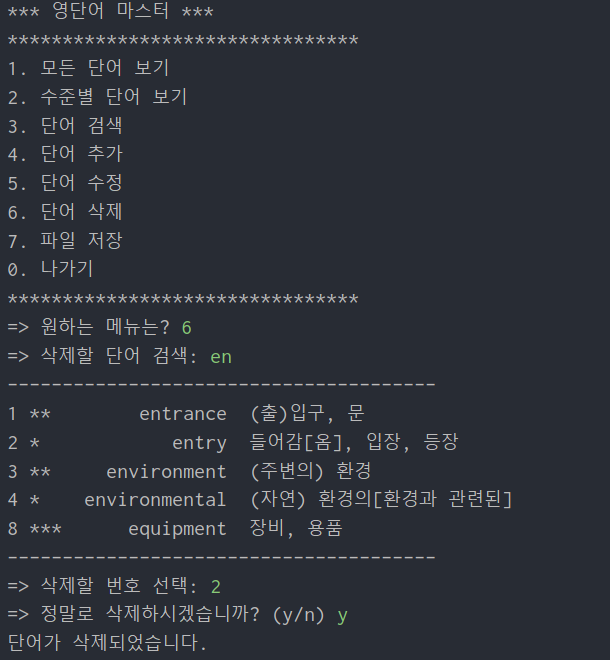 *** 영단어 마스터 ***
********************************
1. 모든 단어 보기
2. 수준별 단어 보기
3. 단어 검색
4. 단어 추가
5. 단어 수정
6. 단어 삭제
7. 파일 저장
0. 나가기
********************************
=> 원하는 메뉴는? 6
=> 삭제할 단어 검색: en
---------------------------------------
1 **        entrance  (출)입구, 문
2 *            entry  들어감[옴], 입장, 등장
3 **     environment  (주변의) 환경
4 *    environmental  (자연) 환경의[환경과 관련된]
8 ***      equipment  장비, 용품
---------------------------------------
=> 삭제할 번호 선택: 2
=> 정말로 삭제하시겠습니까? (y/n) y
단어가 삭제되었습니다.